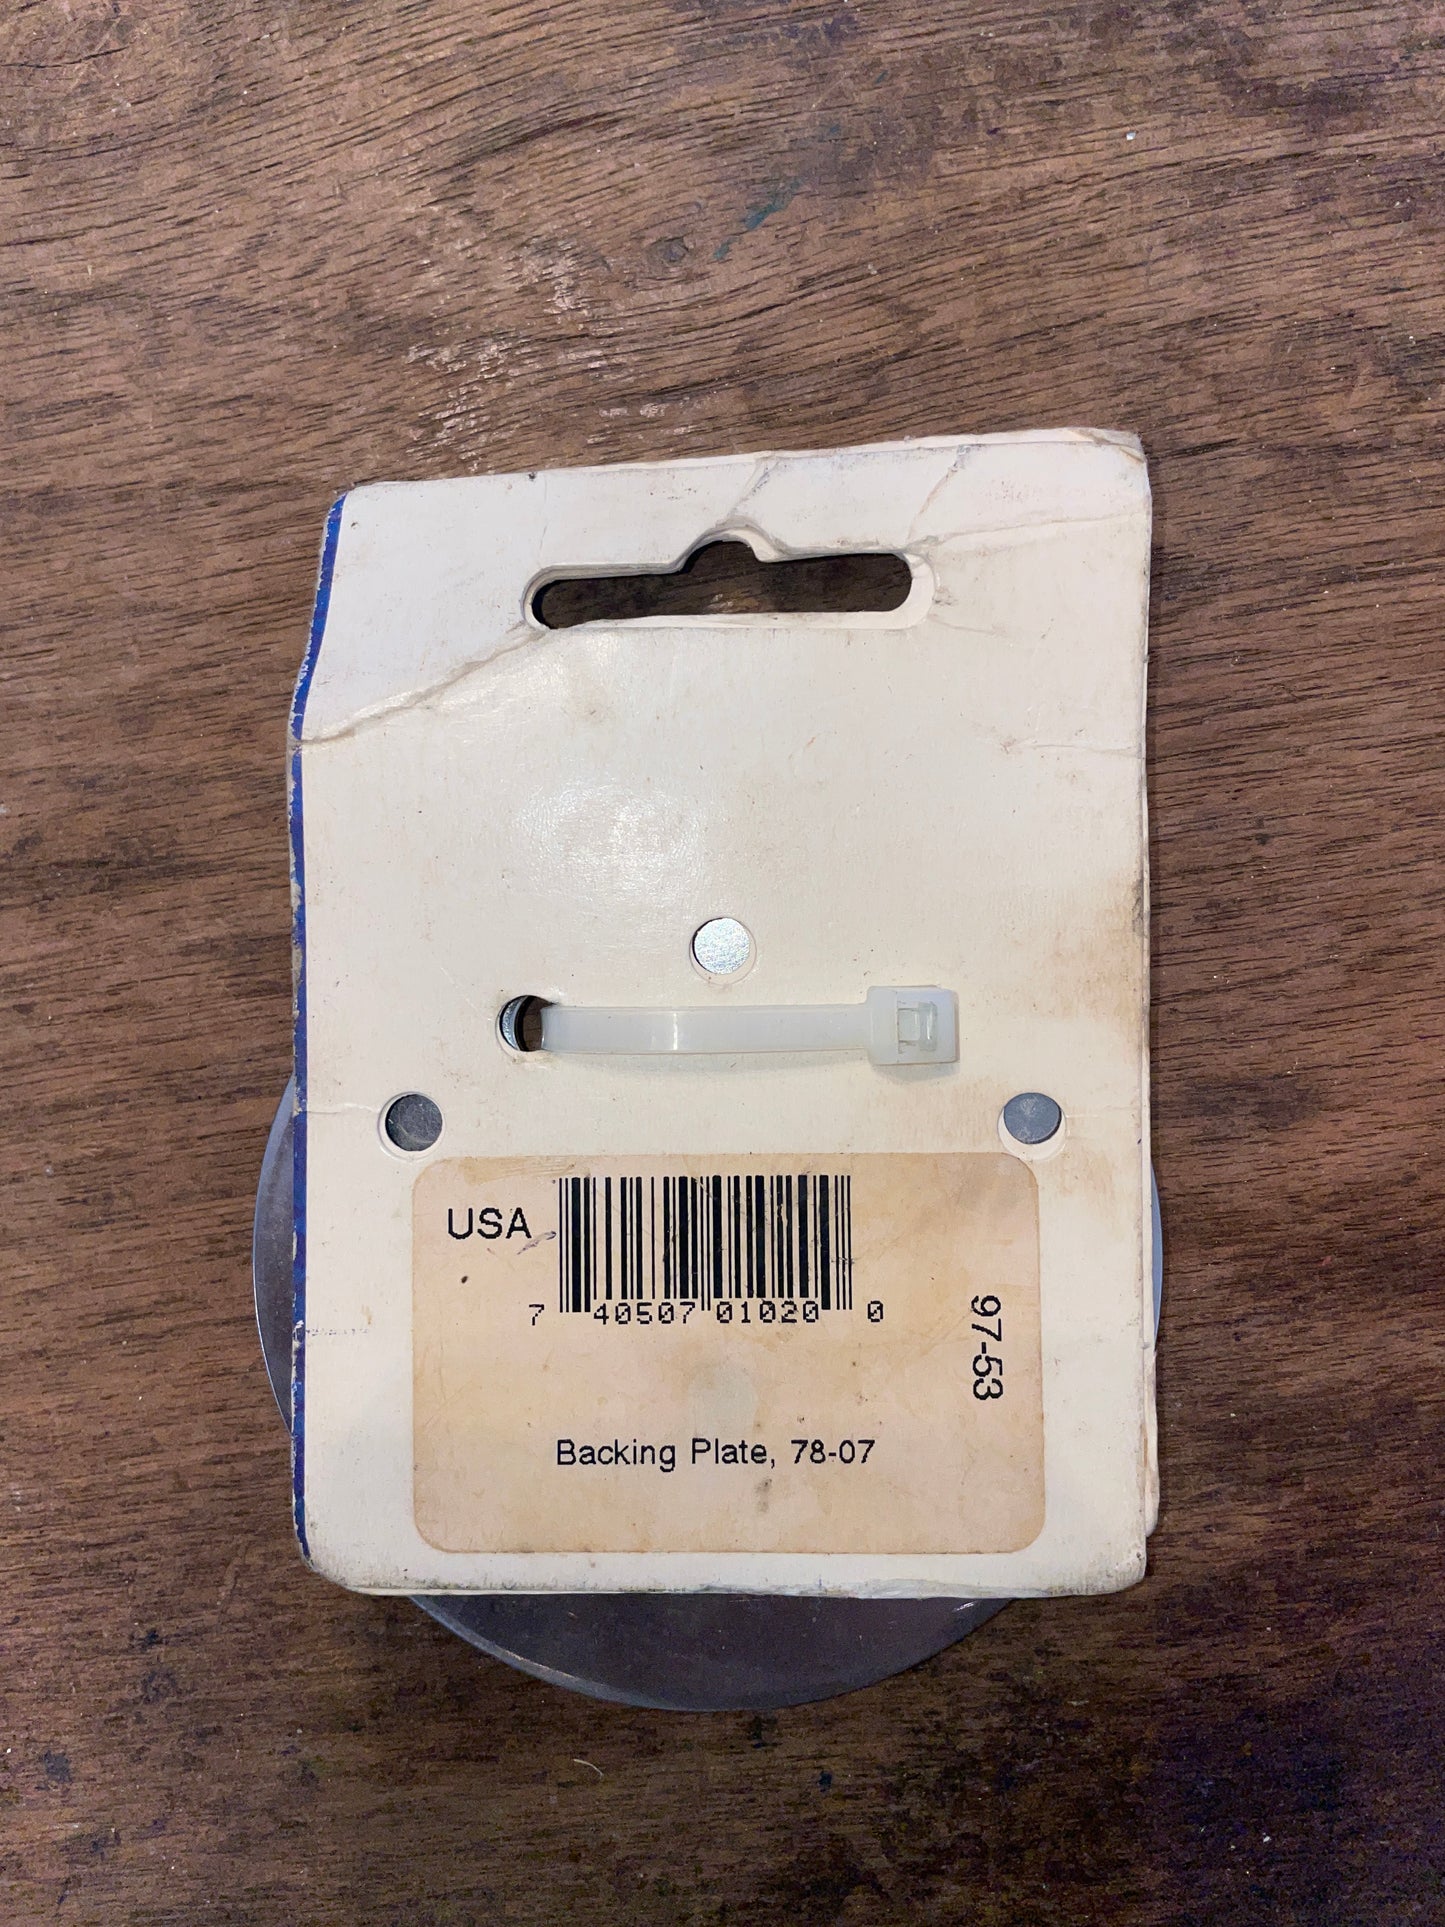 USA
7 40507 01020 0
97-53
Backing Plate, 78-07